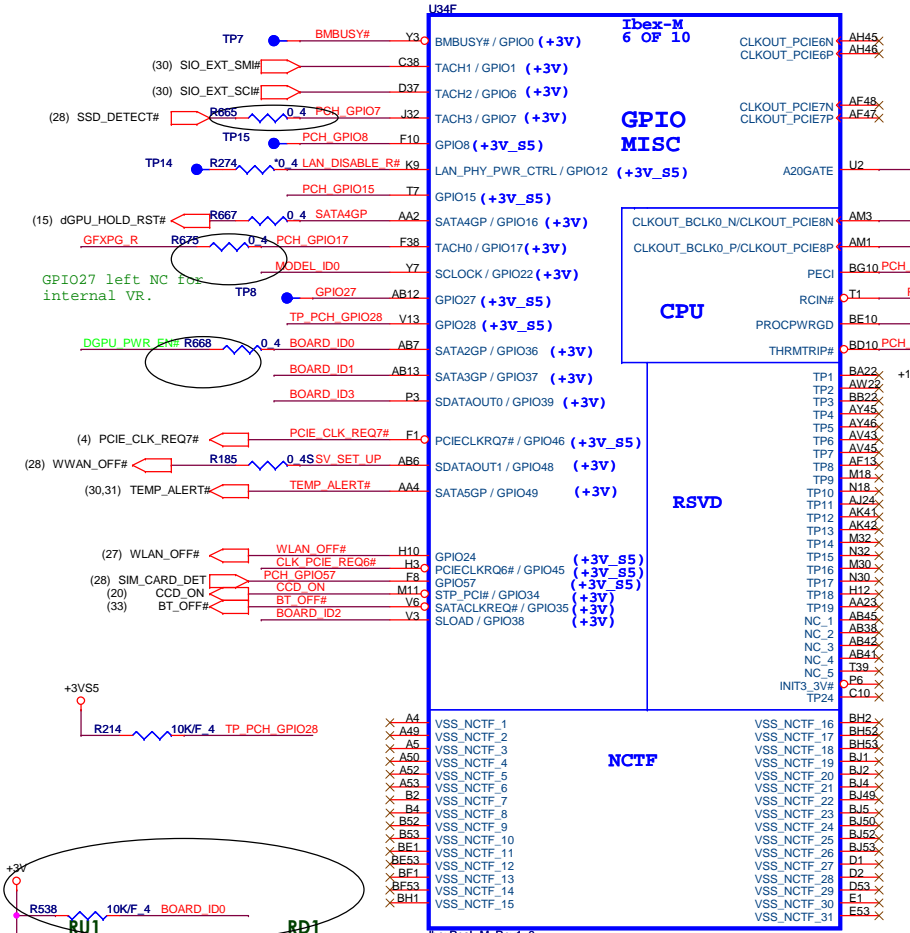 U34F
Ibex-M
6 OF 10
TP7 BMBUSY# Y3 BMBUSY# / GPIO0 (+3V) CLKOUT_PCIE6N AH45
CLKOUT_PCIE6P AH46
(30) SIO_EXT_SMI# C38 TACH1 / GPIO1 (+3V)
(30) SIO_EXT_SCI# D37 TACH2 / GPIO6 (+3V)
CLKOUT_PCIE7N AF48
(28) SSD_DETECT# R665 0_4 PCH_GPIO7 J32 TACH3 / GPIO7 (+3V) GPIO CLKOUT_PCIE7P AF47
TP15 PCH_GPIO8 F10 GPIO8 (+3V_S5) MISC
TP14 R274 *0_4 LAN_DISABLE_R# K9 LAN_PHY_PWR_CTRL / GPIO12 (+3V_S5) A20GATE U2
PCH_GPIO15 T7 GPIO15 (+3V_S5)
(15) dGPU_HOLD_RST# R667 0_4 SATA4GP AA2 SATA4GP / GPIO16 (+3V) CLKOUT_BCLK0_N/CLKOUT_PCIE8N AM3
GFXPG_R R675 0_4 PCH_GPIO17 F38 TACH0 / GPIO17 (+3V) CLKOUT_BCLK0_P/CLKOUT_PCIE8P AM1
MODEL_ID0 Y7 SCLOCK / GPIO22 (+3V) PECI BG10 PCH_
GPIO27 left NC for
internal VR.
TP8 GPIO27 AB12 GPIO27 (+3V_S5) RCIN# T1
CPU
TP_PCH_GPIO28 V13 GPIO28 (+3V_S5) PROCPWRGD BE10
DGPU_PWR_EN# R668 0_4 BOARD_ID0 AB7 SATA2GP / GPIO36 (+3V) THRMTRIP# BD10 PCH_
BOARD_ID1 AB13 SATA3GP / GPIO37 (+3V) TP1 BA22 +1
TP2 AW22
BOARD_ID3 P3 SDATAOUT0 / GPIO39 (+3V) TP3 BB22
TP4 AY45
TP5 AY46
(4) PCIE_CLK_REQ7# PCIE_CLK_REQ7# F1 PCIECLKRQ7# / GPIO46 (+3V_S5) TP6 AV43
TP7 AV45
(28) WWAN_OFF# R185 0_4S SV_SET_UP AB6 SDATAOUT1 / GPIO48 (+3V) TP8 AF13
TP9 M18
(30,31) TEMP_ALERT# TEMP_ALERT# AA4 SATA5GP / GPIO49 (+3V) TP10 N18
RSVD TP11 AJ24
TP12 AK41
TP13 AK42
TP14 M32
(27) WLAN_OFF# WLAN_OFF# H10 GPIO24 (+3V_S5) TP15 N32
CLK_PCIE_REQ6# H3 PCIECLKRQ6# / GPIO45 (+3V_S5) TP16 M30
(28) SIM_CARD_DET PCH_GPIO57 F8 GPIO57 (+3V_S5) TP17 N30
(20) CCD_ON CCD_ON M11 STP_PCI# / GPIO34 (+3V) TP18 H12
(33) BT_OFF# BT_OFF# V6 SATACLKREQ# / GPIO35 (+3V) TP19 AA23
BOARD_ID2 V3 SLOAD / GPIO38 (+3V) NC_1 AB45
NC_2 AB38
NC_3 AB42
NC_4 AB41
NC_5 T39
INIT3_3V# P6
TP24 C10
+3VS5
R214 10K/F_4 TP_PCH_GPIO28
NCTF
A4 VSS_NCTF_1 VSS_NCTF_16 BH2
A49 VSS_NCTF_2 VSS_NCTF_17 BH52
A5 VSS_NCTF_3 VSS_NCTF_18 BH53
A50 VSS_NCTF_4 VSS_NCTF_19 BJ1
A52 VSS_NCTF_5 VSS_NCTF_20 BJ2
A53 VSS_NCTF_6 VSS_NCTF_21 BJ4
B2 VSS_NCTF_7 VSS_NCTF_22 BJ49
B4 VSS_NCTF_8 VSS_NCTF_23 BJ5
B52 VSS_NCTF_9 VSS_NCTF_24 BJ50
B53 VSS_NCTF_10 VSS_NCTF_25 BJ52
BE1 VSS_NCTF_11 VSS_NCTF_26 BJ53
BE53 VSS_NCTF_12 VSS_NCTF_27 D1
BF1 VSS_NCTF_13 VSS_NCTF_28 D2
BF53 VSS_NCTF_14 VSS_NCTF_29 D53
BH1 VSS_NCTF_15 VSS_NCTF_30 E1
VSS_NCTF_31 E53
+3V
R538 10K/F_4 BOARD_ID0
RU1 RD1